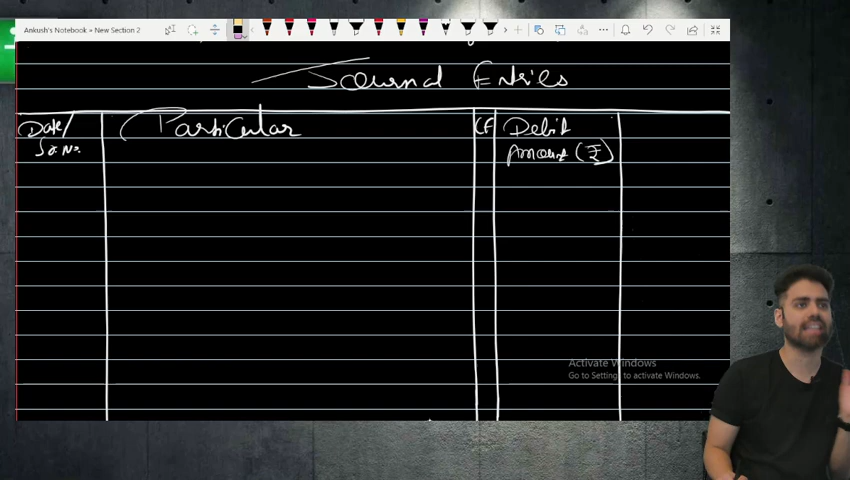 Ankush's Notebook » New Section 2
Journal Entries
Date/
Sr. No.
Particular
LF
Debit
Amount (₹)
Activate Windows
Go to Settings to activate Windows.